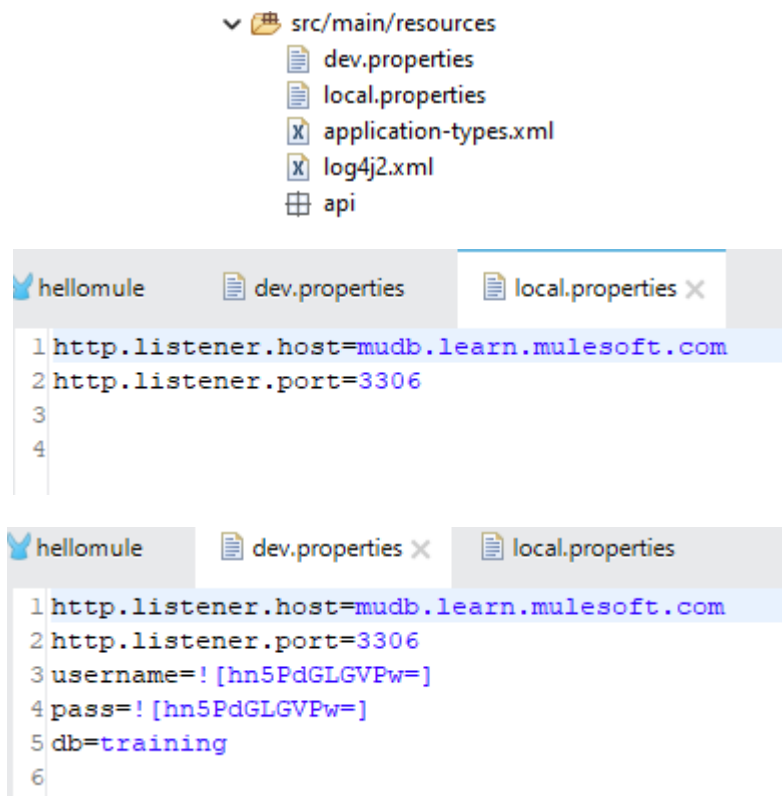 src/main/resources
dev.properties
local.properties
application-types.xml
log4j2.xml
api
hellomule dev.properties local.properties
1 http.listener.host=mudb.learn.mulesoft.com
2 http.listener.port=3306
3
4
hellomule dev.properties local.properties
1 http.listener.host=mudb.learn.mulesoft.com
2 http.listener.port=3306
3 username=![hn5PdGLGVPw=]
4 pass=![hn5PdGLGVPw=]
5 db=training
6